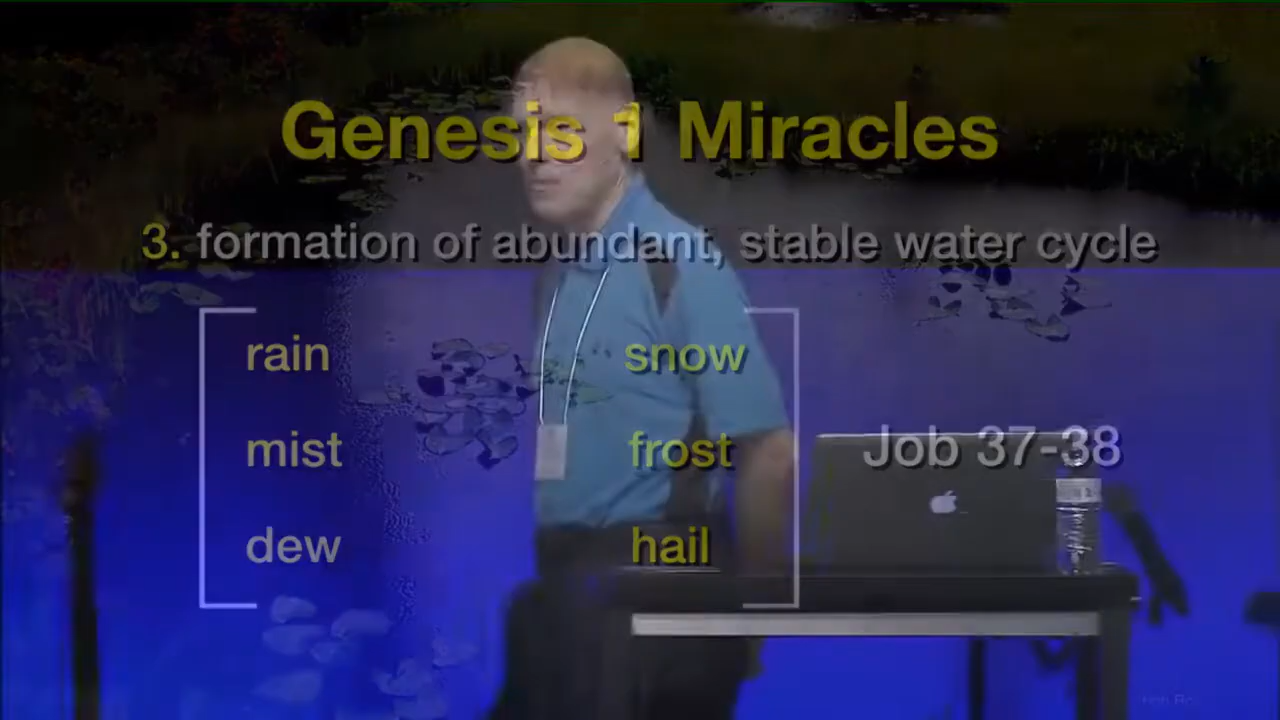 Genesis 1 Miracles
3. formation of abundant, stable water cycle
rain snow
mist frost Job 37-38
dew hail